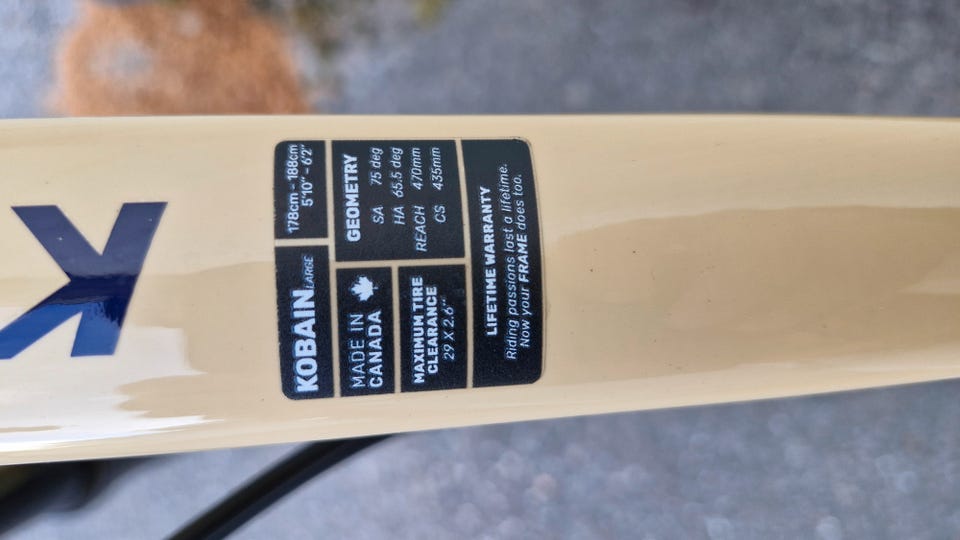 K
KOBAIN LARGE
178cm - 188cm
5'10" - 6'2"
MADE IN
CANADA
GEOMETRY
SA 75 deg
HA 65.5 deg
REACH 470mm
CS 435mm
MAXIMUM TIRE
CLEARANCE
29 X 2.6"
LIFETIME WARRANTY
Riding passions last a lifetime.
Now your FRAME does too.